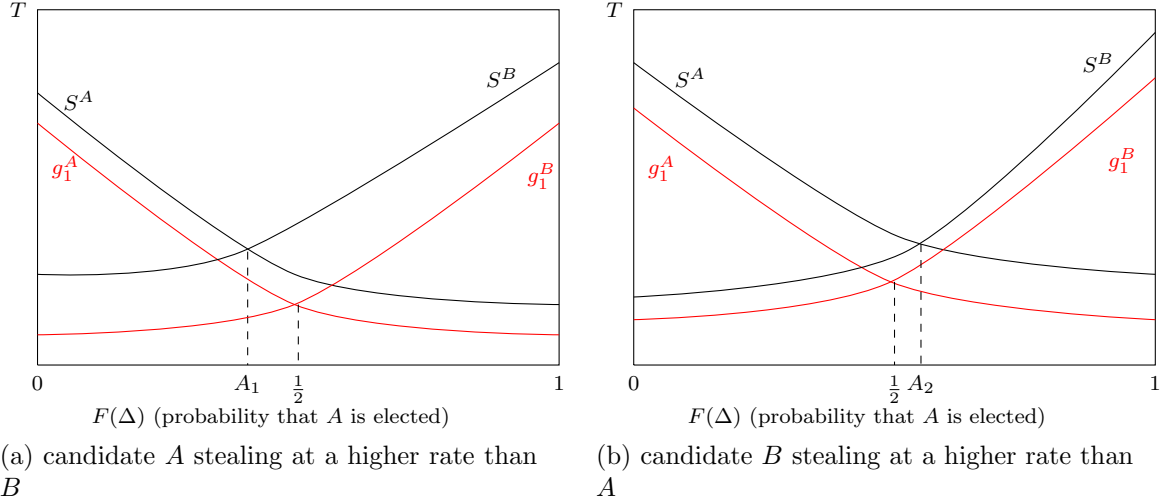 T
S^A
S^B
g_1^A
g_1^B
0
A_1
1/2
1
F(Δ) (probability that A is elected)
(a) candidate A stealing at a higher rate than
B
T
S^A
S^B
g_1^A
g_1^B
0
1/2
A_2
1
F(Δ) (probability that A is elected)
(b) candidate B stealing at a higher rate than
A